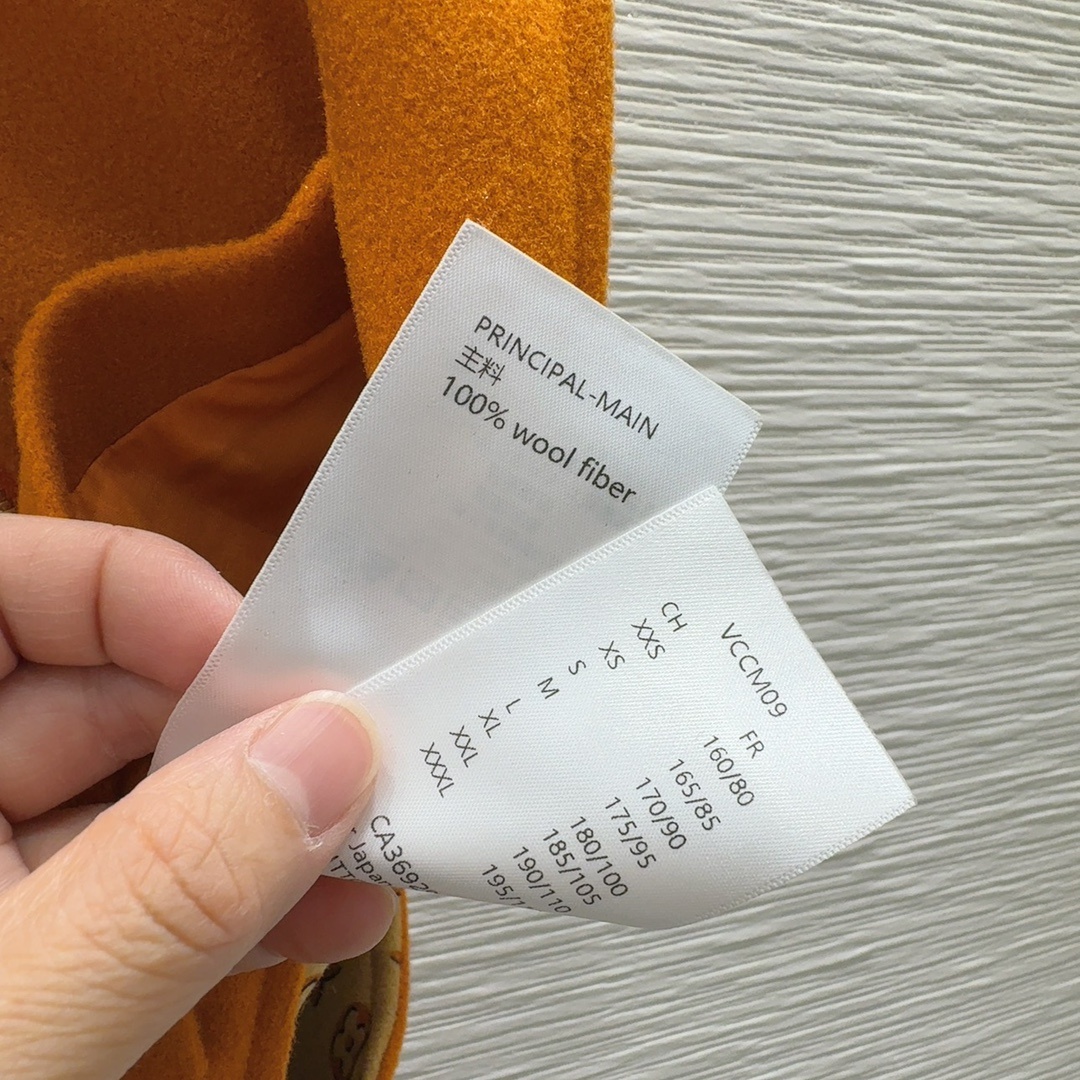 PRINCIPAL-MAIN
主料
100% wool fiber
VCCM09
CH FR
XXS 160/80
XS 165/85
S 170/90
M 175/95
L 180/100
XL 185/105
XXL 190/110
XXXL
Japan